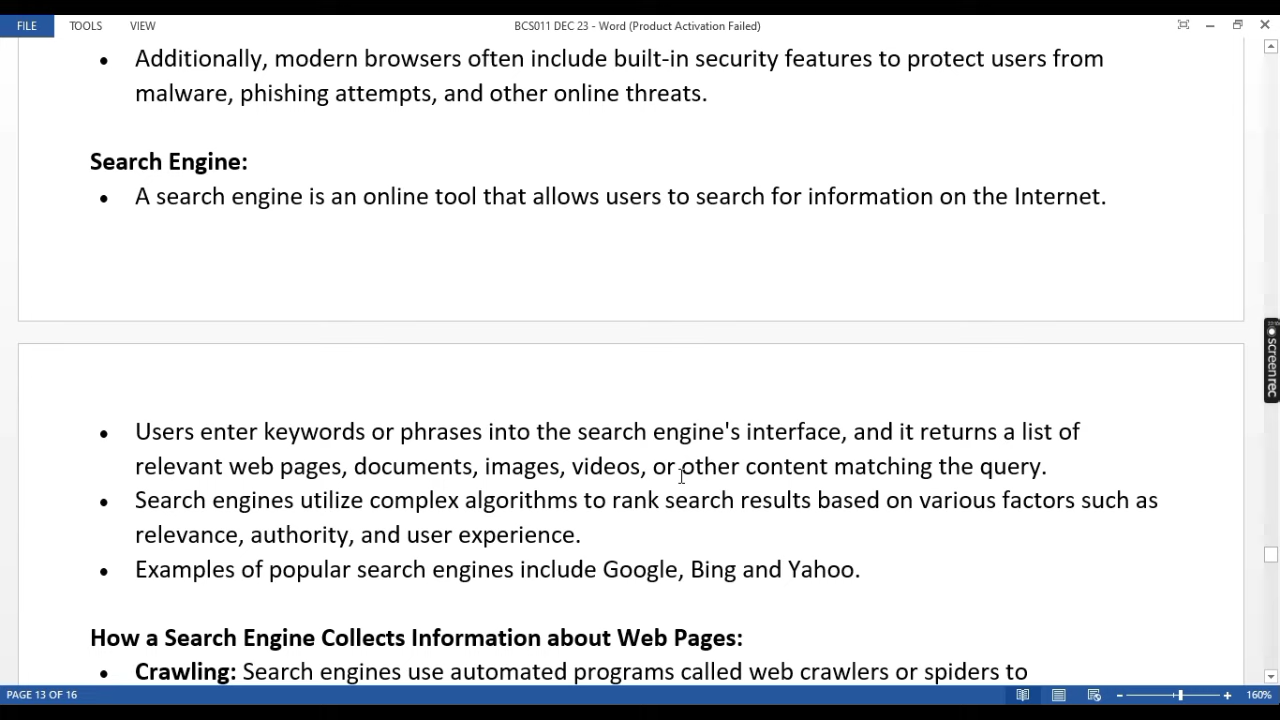 FILE TOOLS VIEW BCS011 DEC 23 - Word (Product Activation Failed)
• Additionally, modern browsers often include built-in security features to protect users from
malware, phishing attempts, and other online threats.
Search Engine:
• A search engine is an online tool that allows users to search for information on the Internet.
• Users enter keywords or phrases into the search engine's interface, and it returns a list of
relevant web pages, documents, images, videos, or other content matching the query.
• Search engines utilize complex algorithms to rank search results based on various factors such as
relevance, authority, and user experience.
• Examples of popular search engines include Google, Bing and Yahoo.
How a Search Engine Collects Information about Web Pages:
• Crawling: Search engines use automated programs called web crawlers or spiders to
screenrec
PAGE 13 OF 16 160%